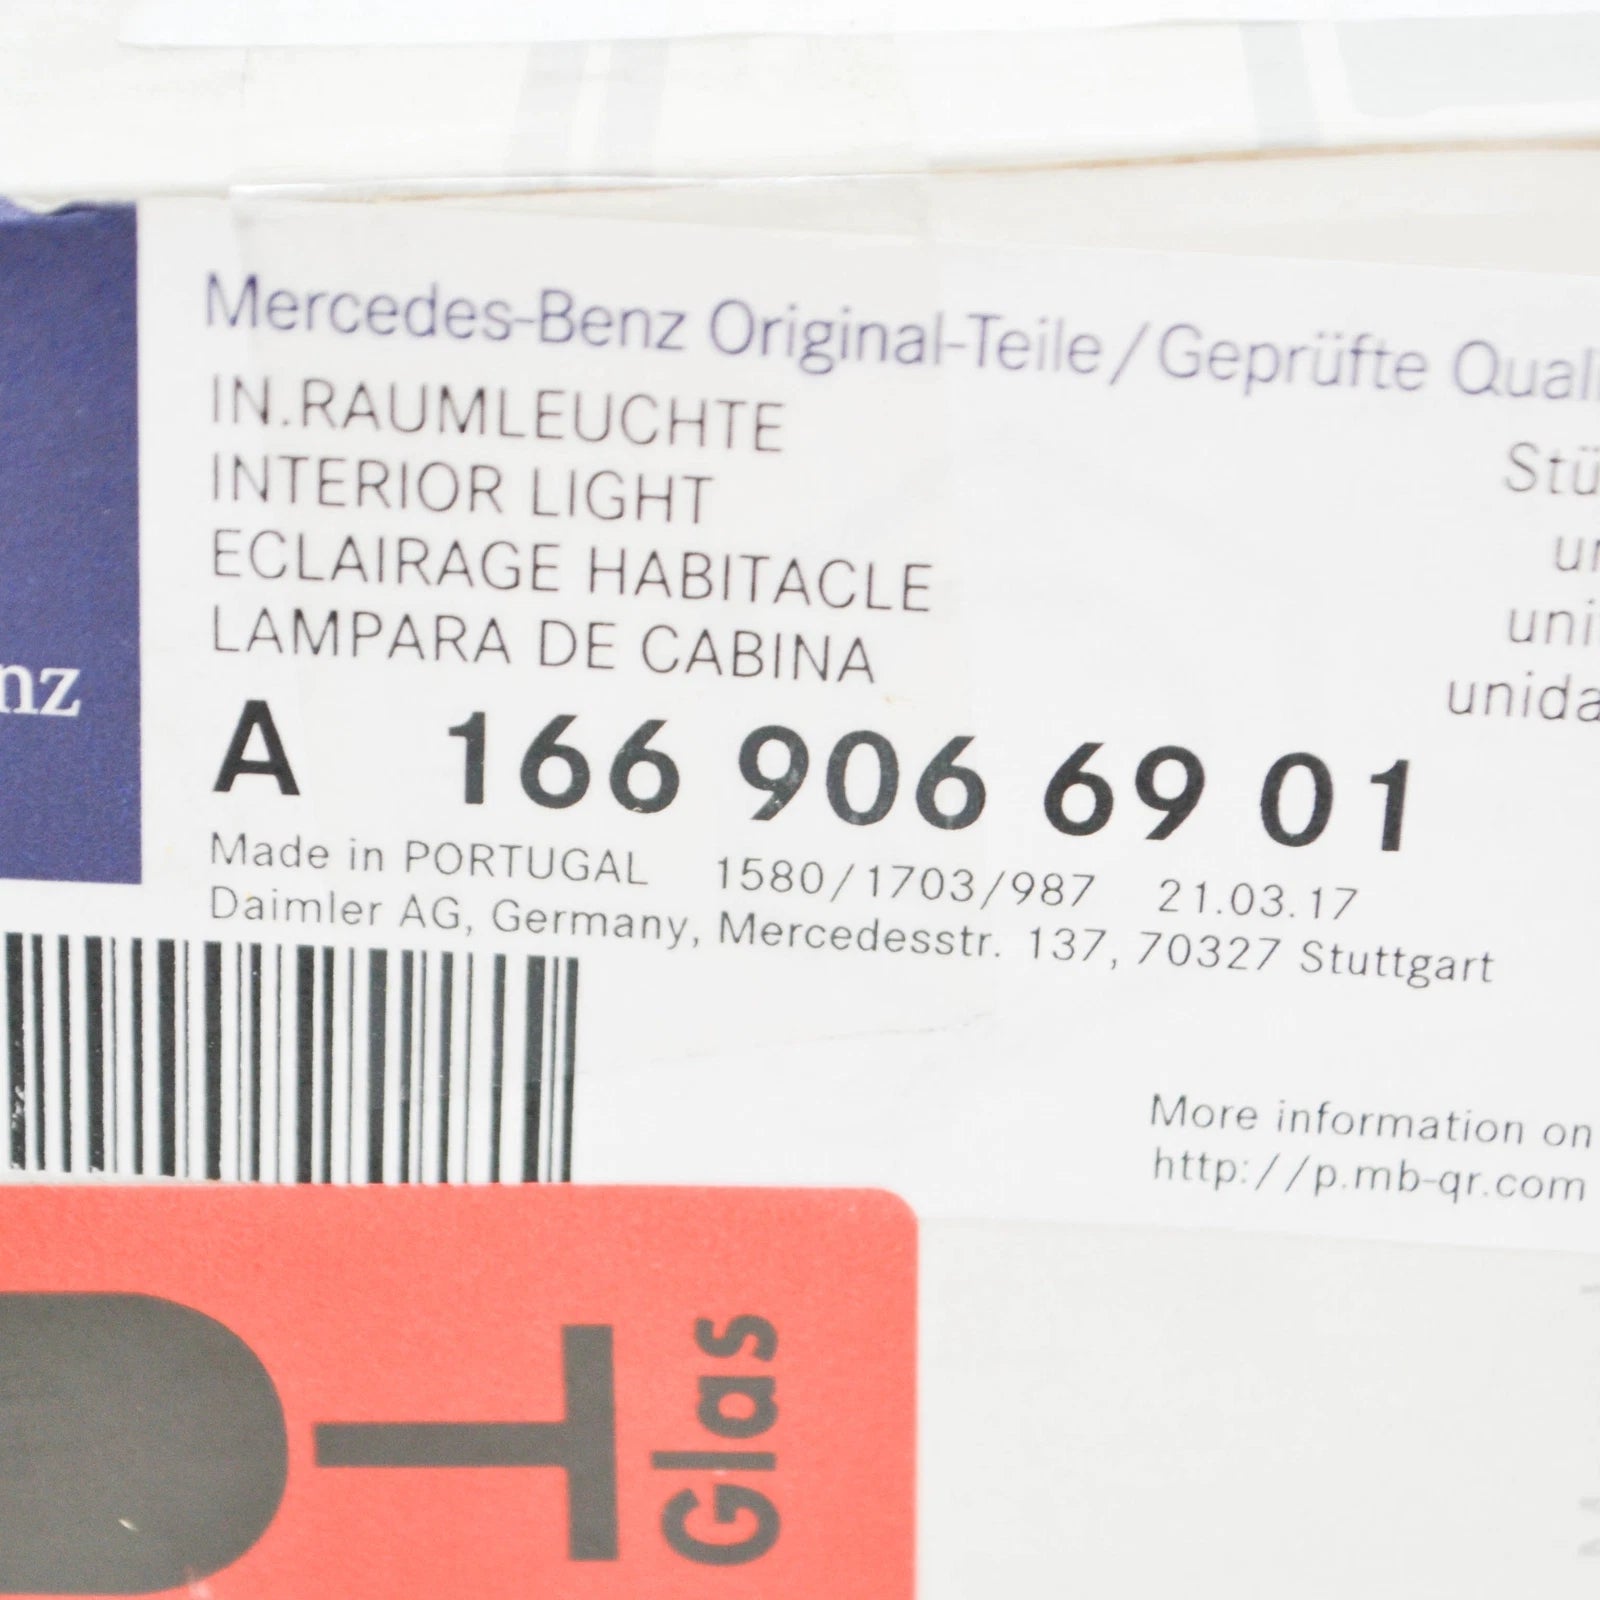 Mercedes-Benz Original-Teile/Geprüfte
IN.RAUMLEUCHTE
INTERIOR LIGHT
ECLAIRAGE HABITACLE
LAMPARA DE CABINA
A 166 906 69 01
Made in PORTUGAL 1580/1703/987 21.03.17
Daimler AG, Germany, Mercedesstr. 137, 70327 Stuttgart
More information on
http://p.mb-qr.com
Glas